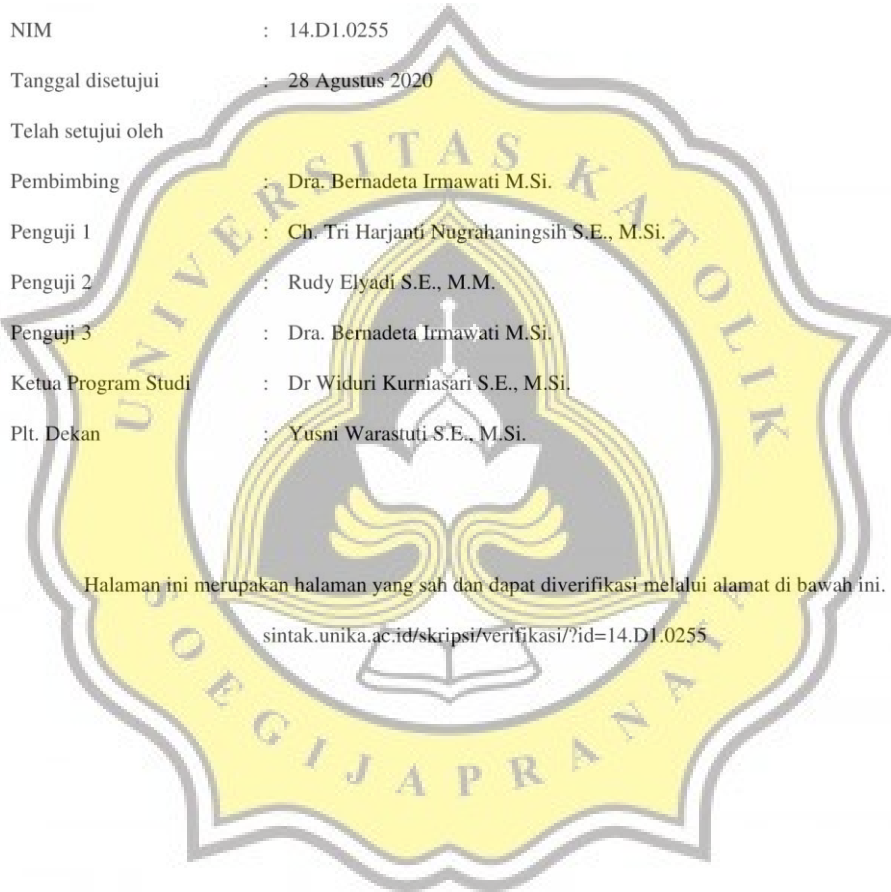 NIM : 14.D1.0255
Tanggal disetujui : 28 Agustus 2020
Telah setujui oleh
Pembimbing : Dra. Bernadeta Irmawati M.Si.
Penguji 1 : Ch. Tri Harjanti Nugrahaningsih S.E., M.Si.
Penguji 2 : Rudy Elyadi S.E., M.M.
Penguji 3 : Dra. Bernadeta Irmawati M.Si.
Ketua Program Studi : Dr Widuri Kurniasari S.E., M.Si.
Plt. Dekan : Yusni Warastuti S.E., M.Si.
Halaman ini merupakan halaman yang sah dan dapat diverifikasi melalui alamat di bawah ini.
sintak.unika.ac.id/skripsi/verifikasi/?id=14.D1.0255
UNIVERSITAS KATOLIK
SOEGIJAPRANATA